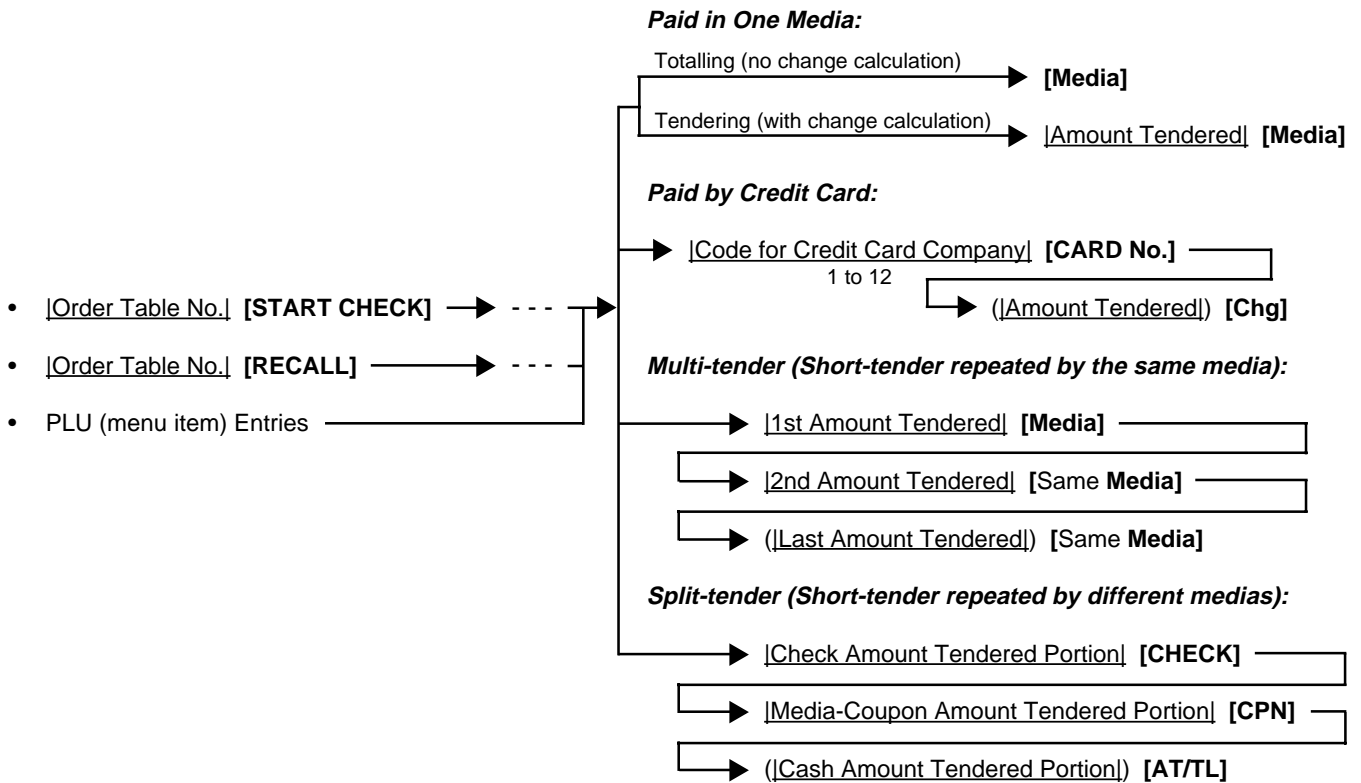 Paid in One Media:
Totalling (no change calculation)
[Media]
Tendering (with change calculation)
|Amount Tendered| [Media]
Paid by Credit Card:
|Code for Credit Card Company| [CARD No.]
1 to 12
(|Amount Tendered|) [Chg]
• |Order Table No.| [START CHECK]
• |Order Table No.| [RECALL]
• PLU (menu item) Entries
Multi-tender (Short-tender repeated by the same media):
|1st Amount Tendered| [Media]
|2nd Amount Tendered| [Same Media]
(|Last Amount Tendered|) [Same Media]
Split-tender (Short-tender repeated by different medias):
|Check Amount Tendered Portion| [CHECK]
|Media-Coupon Amount Tendered Portion| [CPN]
(|Cash Amount Tendered Portion|) [AT/TL]